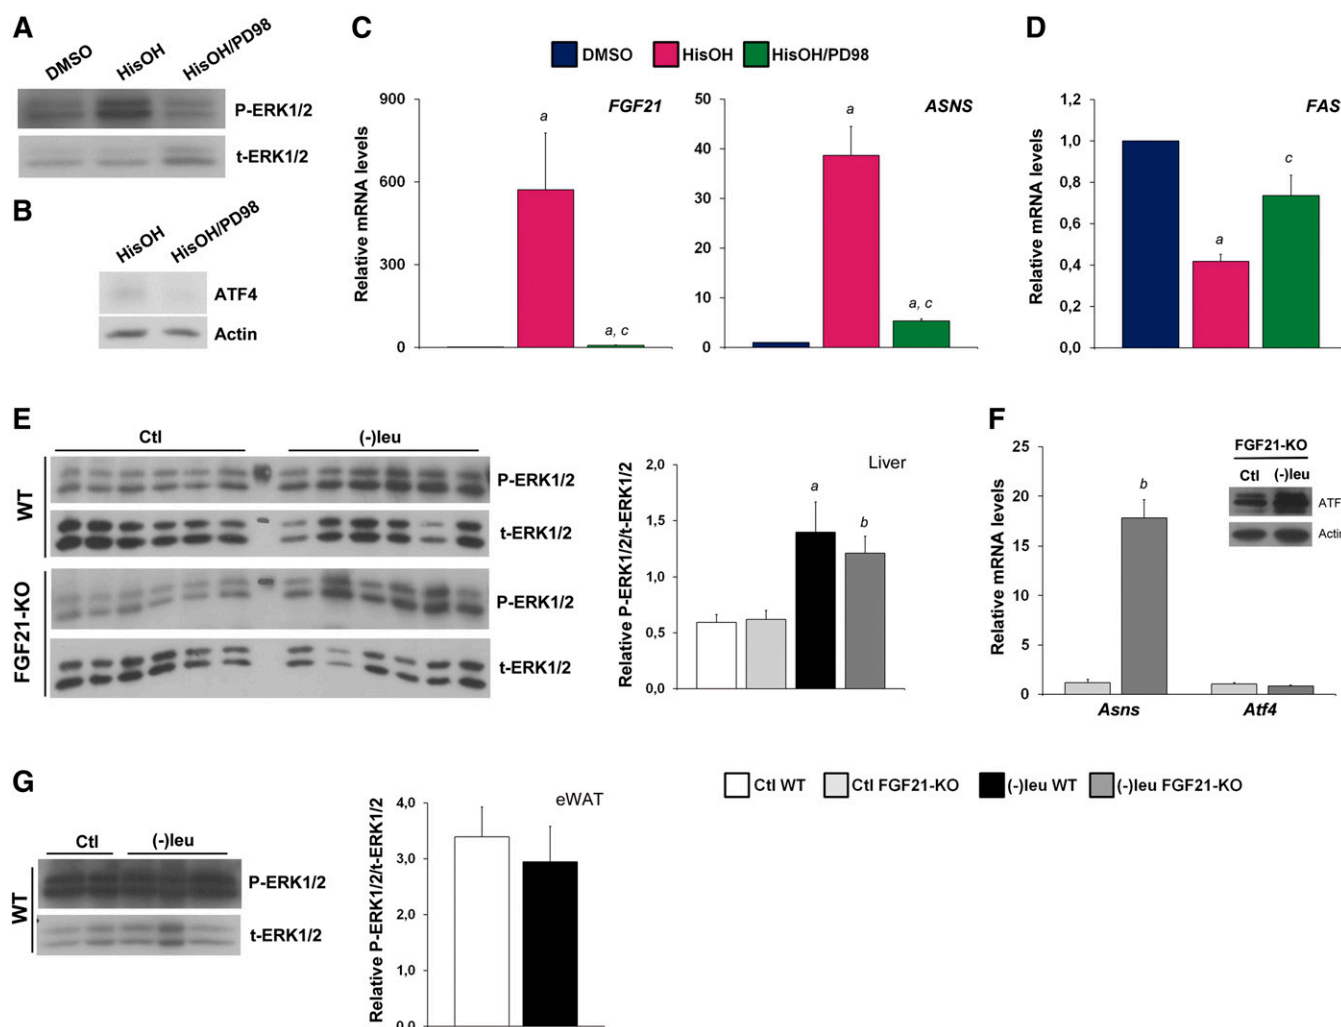 A
DMSO
HisOH
HisOH/PD98
P-ERK1/2
t-ERK1/2
B
HisOH
HisOH/PD98
ATF4
Actin
C
DMSO HisOH HisOH/PD98
Relative mRNA levels
900
600
300
0
FGF21
a
a, c
50
40
30
20
10
0
ASNS
a
a, c
D
Relative mRNA levels
1,2
1,0
0,8
0,6
0,4
0,2
0,0
FAS
a
c
E
Ctl (-)leu
WT
P-ERK1/2
t-ERK1/2
FGF21-KO
P-ERK1/2
t-ERK1/2
Relative P-ERK1/2/t-ERK1/2
2,0
1,5
1,0
0,5
0,0
Liver
a
b
F
Relative mRNA levels
25
20
15
10
5
0
b
Asns Atf4
FGF21-KO
Ctl (-)leu
ATF
Actin
Ctl WT Ctl FGF21-KO (-)leu WT (-)leu FGF21-KO
G
Ctl (-)leu
WT
P-ERK1/2
t-ERK1/2
Relative P-ERK1/2/t-ERK1/2
4,0
3,0
2,0
1,0
0,0
eWAT